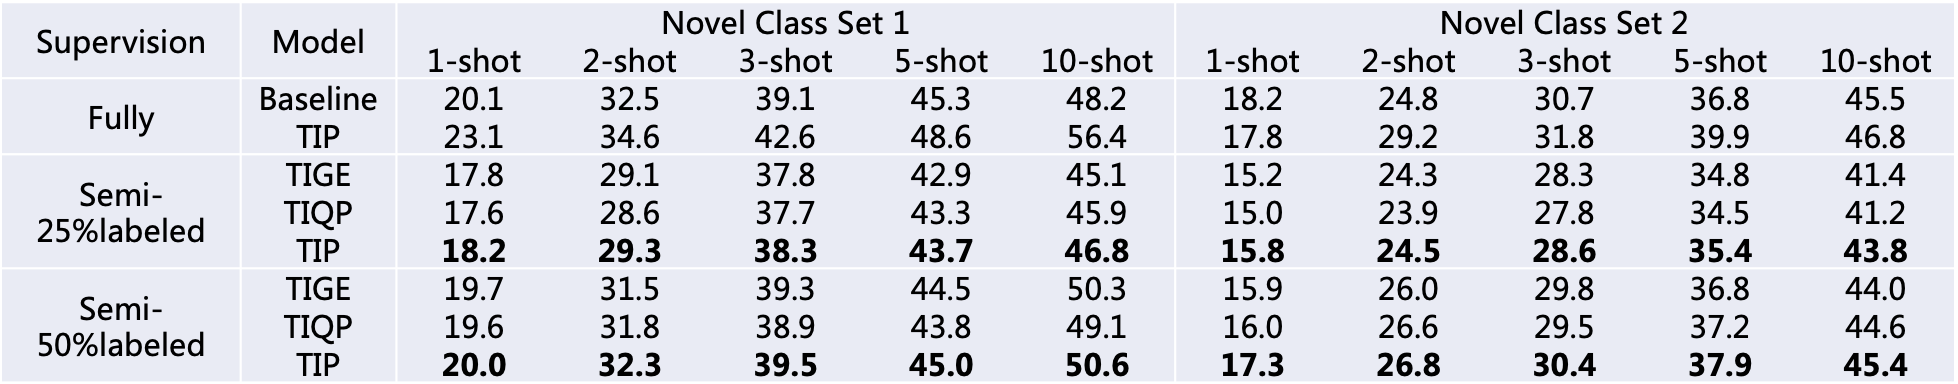 Supervision Model Novel Class Set 1 Novel Class Set 2
1-shot 2-shot 3-shot 5-shot 10-shot 1-shot 2-shot 3-shot 5-shot 10-shot
Fully Baseline 20.1 32.5 39.1 45.3 48.2 18.2 24.8 30.7 36.8 45.5
TIP 23.1 34.6 42.6 48.6 56.4 17.8 29.2 31.8 39.9 46.8
Semi-
25%labeled
TIGE 17.8 29.1 37.8 42.9 45.1 15.2 24.3 28.3 34.8 41.4
TIQP 17.6 28.6 37.7 43.3 45.9 15.0 23.9 27.8 34.5 41.2
TIP 18.2 29.3 38.3 43.7 46.8 15.8 24.5 28.6 35.4 43.8
Semi-
50%labeled
TIGE 19.7 31.5 39.3 44.5 50.3 15.9 26.0 29.8 36.8 44.0
TIQP 19.6 31.8 38.9 43.8 49.1 16.0 26.6 29.5 37.2 44.6
TIP 20.0 32.3 39.5 45.0 50.6 17.3 26.8 30.4 37.9 45.4